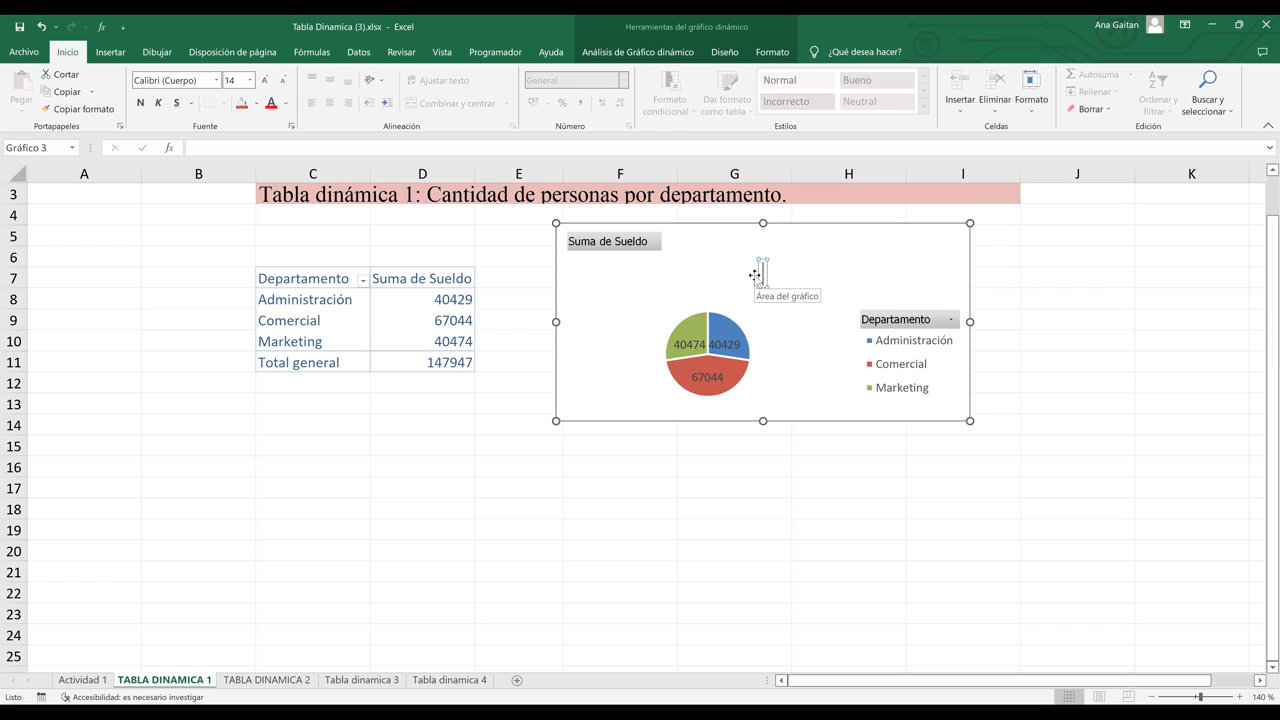 Tabla Dinamica (3).xlsx - Excel
Herramientas del gráfico dinámico
Ana Gaitan
Archivo Inicio Insertar Dibujar Disposición de página Fórmulas Datos Revisar Vista Programador Ayuda Análisis de Gráfico dinámico Diseño Formato ¿Qué desea hacer?
Pegar
Cortar
Copiar
Copiar formato
Portapapeles
Calibri (Cuerpo) 14
N K S
Fuente
Ajustar texto
Combinar y centrar
Alineación
General
Número
Formato condicional
Dar formato como tabla
Normal Bueno
Incorrecto Neutral
Estilos
Insertar Eliminar Formato
Celdas
Autosuma
Rellenar
Borrar
Ordenar y filtrar
Buscar y seleccionar
Edición
Gráfico 3
fx
A B C D E F G H I J K
3 Tabla dinámica 1: Cantidad de personas por departamento.
4
5
6
7 Departamento Suma de Sueldo
8 Administración 40429
9 Comercial 67044
10 Marketing 40474
11 Total general 147947
12
13
14
15
16
17
18
19
20
21
22
23
24
25
Suma de Sueldo
Área del gráfico
40474 40429
67044
Departamento
Administración
Comercial
Marketing
Actividad 1 TABLA DINAMICA 1 TABLA DINAMICA 2 Tabla dinamica 3 Tabla dinamica 4
Listo Accesibilidad: es necesario investigar 140 %